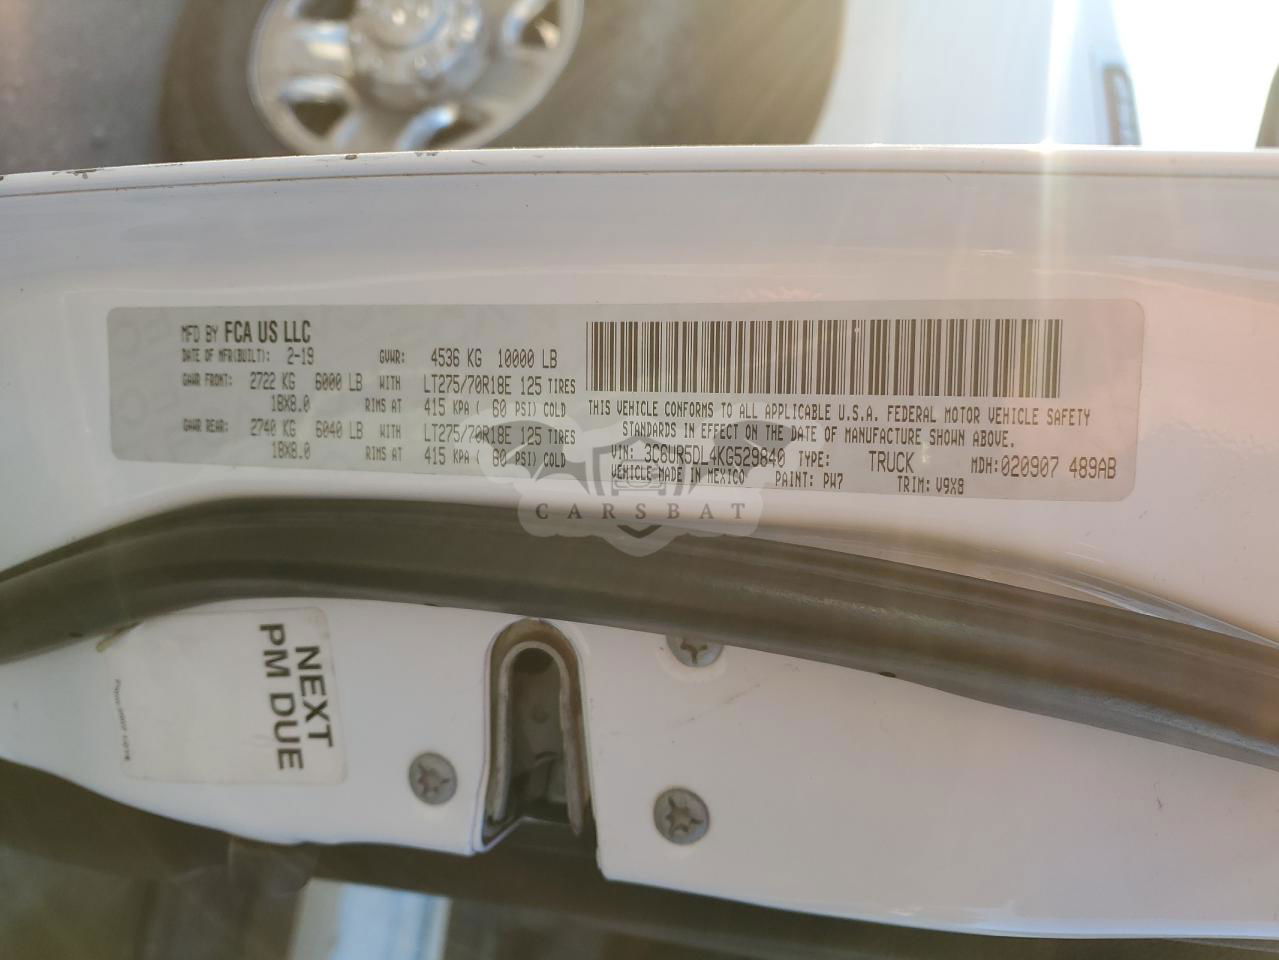 MFD BY FCA US LLC
DATE OF MFR(BUILT): 2-19 GVWR: 4536 KG 10000 LB
GAWR FRONT: 2722 KG 6000 LB WITH LT275/70R18E 125 TIRES
18X8.0 RIMS AT 415 KPA ( 60 PSI) COLD
GAWR REAR: 2740 KG 6040 LB WITH LT275/70R18E 125 TIRES
18X8.0 RIMS AT 415 KPA ( 60 PSI) COLD
THIS VEHICLE CONFORMS TO ALL APPLICABLE U.S.A. FEDERAL MOTOR VEHICLE SAFETY
STANDARDS IN EFFECT ON THE DATE OF MANUFACTURE SHOWN ABOVE.
VIN: 3C6UR5DL4KG529840 TYPE: TRUCK MDH:020907 489AB
VEHICLE MADE IN MEXICO PAINT: PW7 TRIM: V9X8
CARSBAT
NEXT
PM DUE